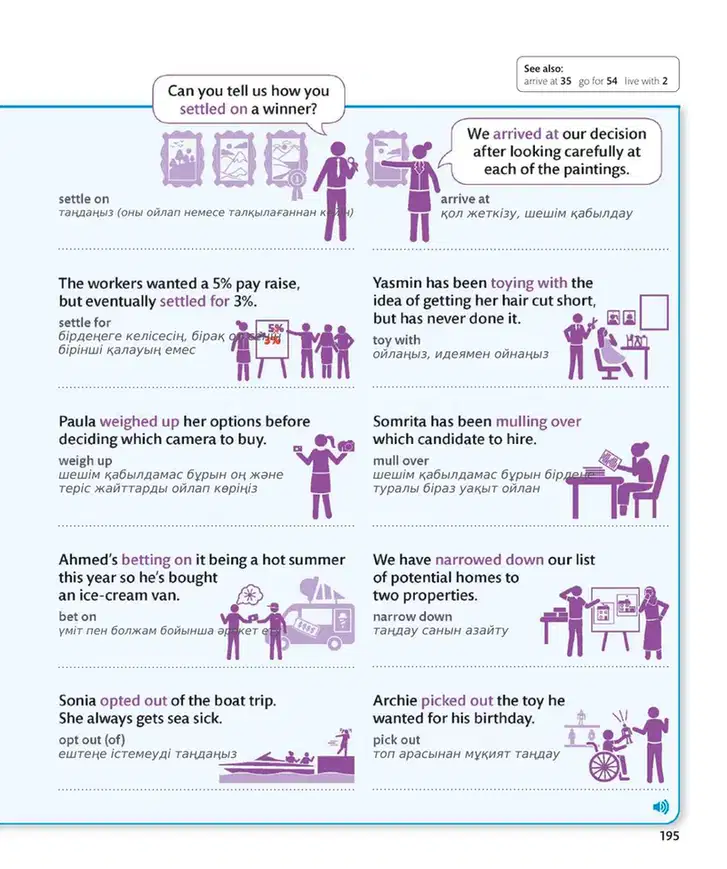 See also:
arrive at 35 go for 54 live with 2
Can you tell us how you
settled on a winner?
We arrived at our decision
after looking carefully at
each of the paintings.
settle on
таңдаңыз (оны ойлап немесе талқылағаннан кейін)
arrive at
қол жеткізу, шешім қабылдау
The workers wanted a 5% pay raise,
but eventually settled for 3%.
settle for
бірдеңеге келісесің, бірақ ол сенің
бірінші қалауың емес
5%
3%
Yasmin has been toying with the
idea of getting her hair cut short,
but has never done it.
toy with
ойлаңыз, идеямен ойнаңыз
Paula weighed up her options before
deciding which camera to buy.
weigh up
шешім қабылдамас бұрын оң және
теріс жайттарды ойлап көріңіз
Somrita has been mulling over
which candidate to hire.
mull over
шешім қабылдамас бұрын бірдеңе
туралы біраз уақыт ойлан
Ahmed's betting on it being a hot summer
this year so he's bought
an ice-cream van.
bet on
үміт пен болжам бойынша әрекет ету
$$$$
We have narrowed down our list
of potential homes to
two properties.
narrow down
таңдау санын азайту
Sonia opted out of the boat trip.
She always gets sea sick.
opt out (of)
ештеңе істемеуді таңдаңыз
Archie picked out the toy he
wanted for his birthday.
pick out
топ арасынан мұқият таңдау
195